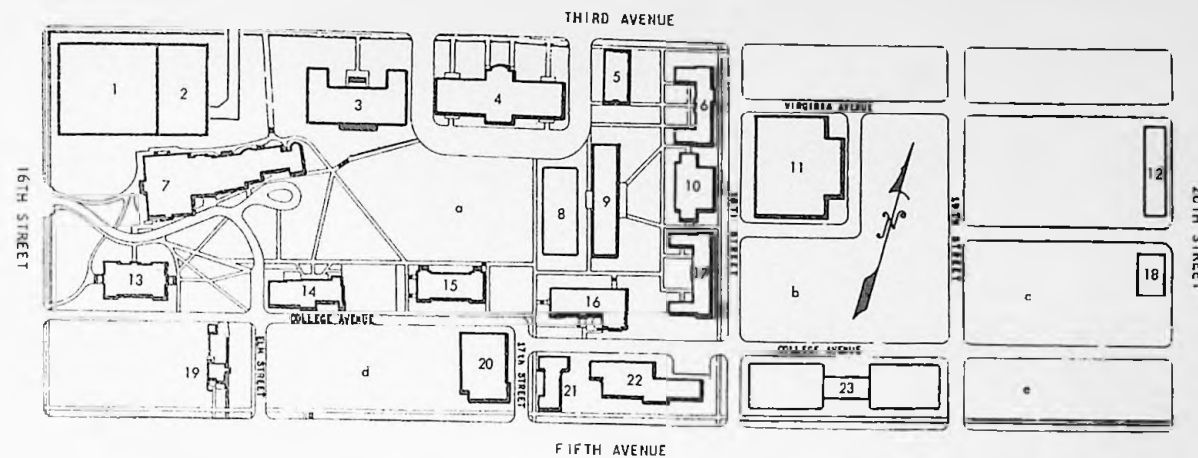 THIRD AVENUE
1
2
3
4
5
6
VIRGINIA AVENUE
7
8
9
10
11
12
16TH STREET
a
18TH STREET
N
19TH STREET
20TH STREET
13
14
15
16
17
b
c
18
COLLEGE AVENUE
COLLEGE AVENUE
19
ELM STREET
d
20
17th STREET
21
22
23
e
FIFTH AVENUE